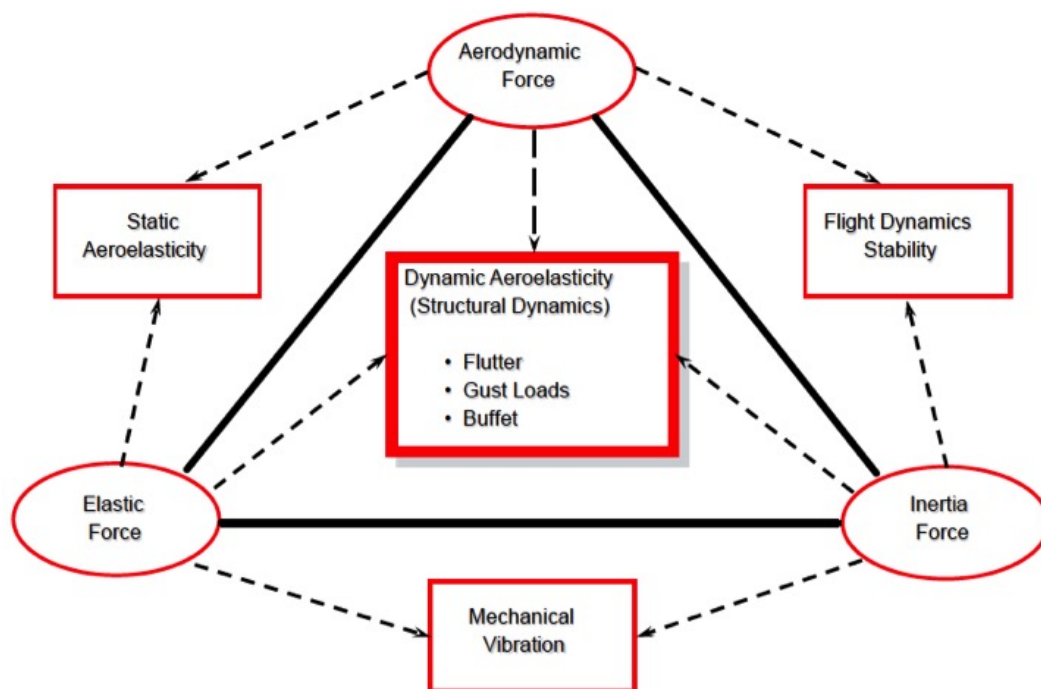 Aerodynamic
Force
Static
Aeroelasticity
Flight Dynamics
Stability
Dynamic Aeroelasticity
(Structural Dynamics)
• Flutter
• Gust Loads
• Buffet
Elastic
Force
Inertia
Force
Mechanical
Vibration